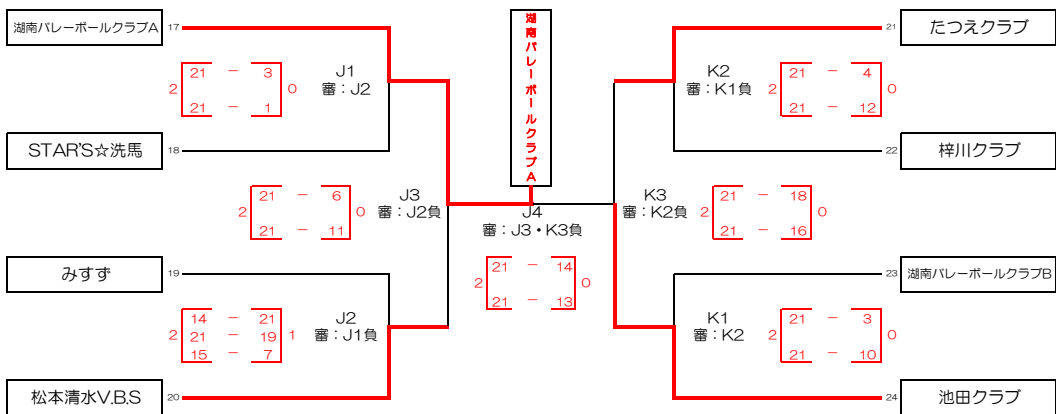 湖南バレーボールクラブA 17
J1
審：J2
21 － 3
2 0
21 － 1
STAR'S☆洗馬 18
J3
審：J2負
21 － 6
2 0
21 － 11
みすず 19
J2
審：J1負
14 － 21
2 21 － 19 1
15 － 7
松本清水V.B.S 20
湖南バレーボールクラブA
J4
審：J3・K3負
21 － 14
2 0
21 － 13
21 たつえクラブ
K2
審：K1負
21 － 4
2 0
21 － 12
22 梓川クラブ
K3
審：K2負
21 － 18
2 0
21 － 16
23 湖南バレーボールクラブB
K1
審：K2
21 － 3
2 0
21 － 10
24 池田クラブ